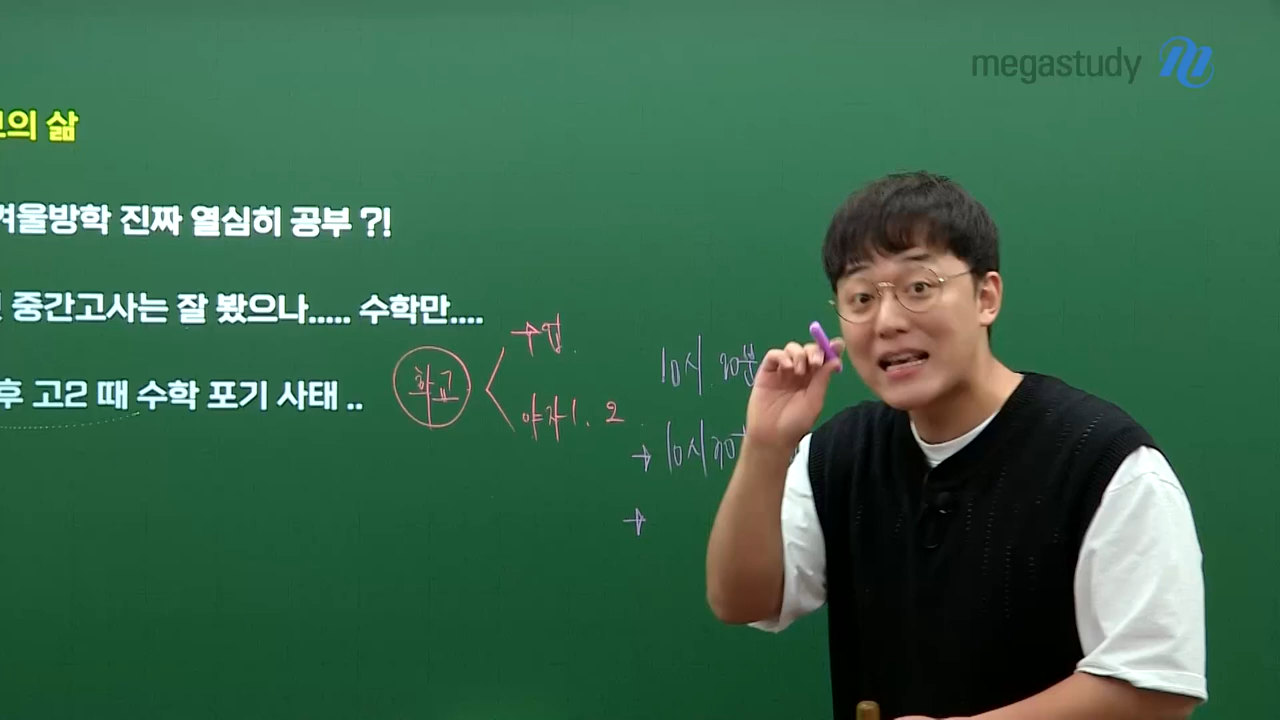 megastudy
의 삶
겨울방학 진짜 열심히 공부 ?!
중간고사는 잘 봤으나..... 수학만....
후 고2 때 수학 포기 사태 ..
학교
수업.
야자 1. 2
10시 20분
→ 10시 20
→